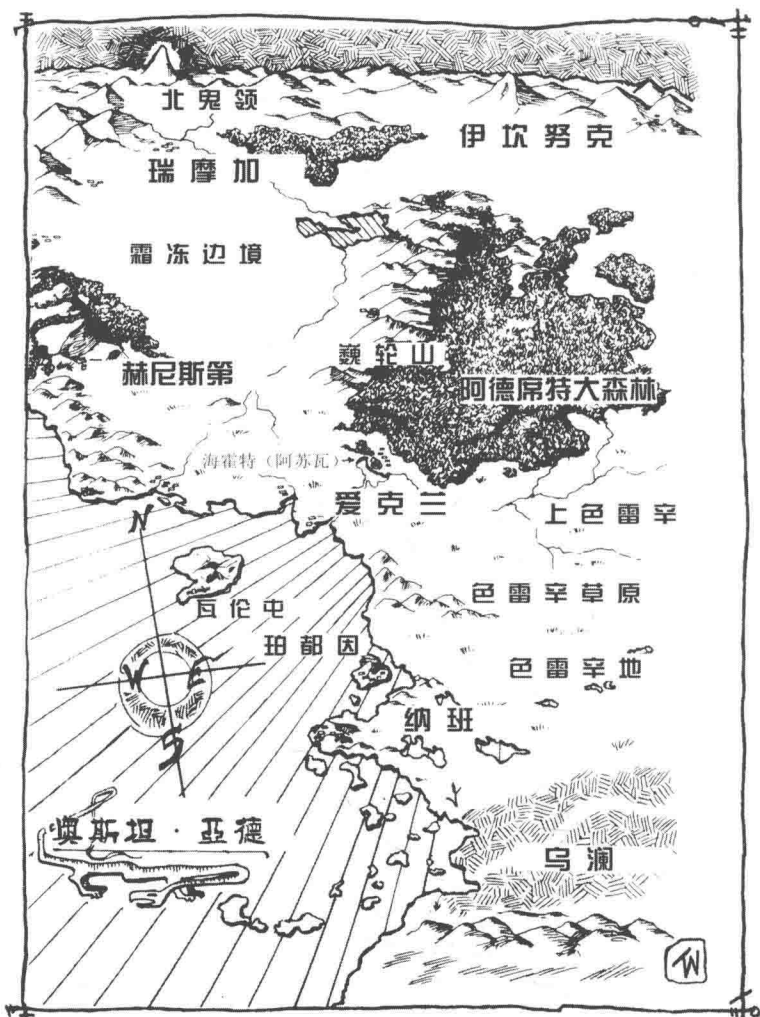 北鬼领
伊坎努克
瑞摩加
霜冻边境
巍轮山
赫尼斯第
阿德席特大森林
海霍特（阿苏瓦）
爱克兰
上色雷辛
N
色雷辛草原
瓦伦屯
珀都因
色雷辛地
W E
纳班
S
奥斯坦·亚德
乌澜
TW